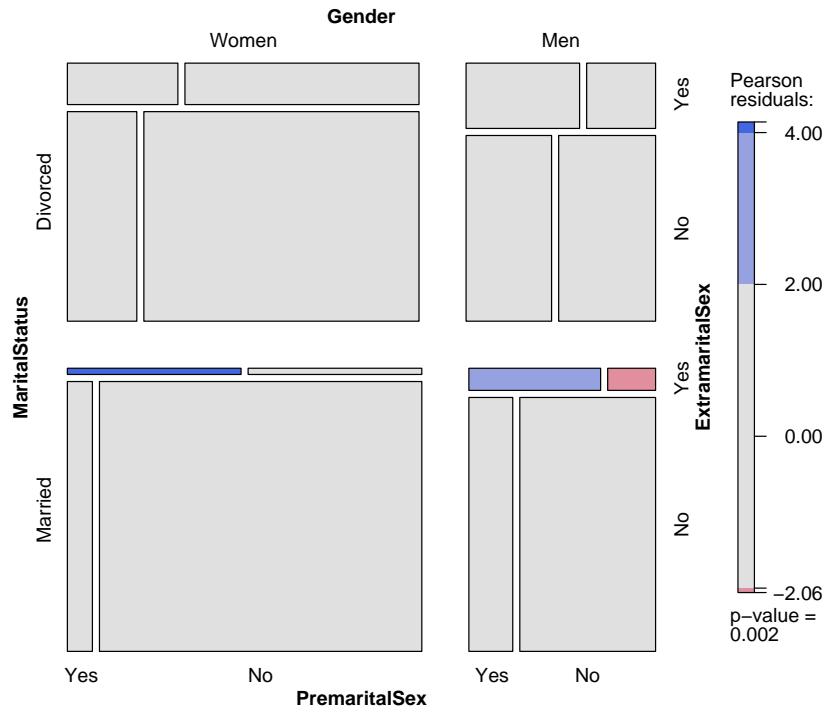 Gender
Women
Men
Yes
No
Divorced
Married
MaritalStatus
Yes
No
ExtramaritalSex
Yes
No
Yes
No
PremaritalSex
Pearson
residuals:
4.00
2.00
0.00
−2.06
p−value =
0.002